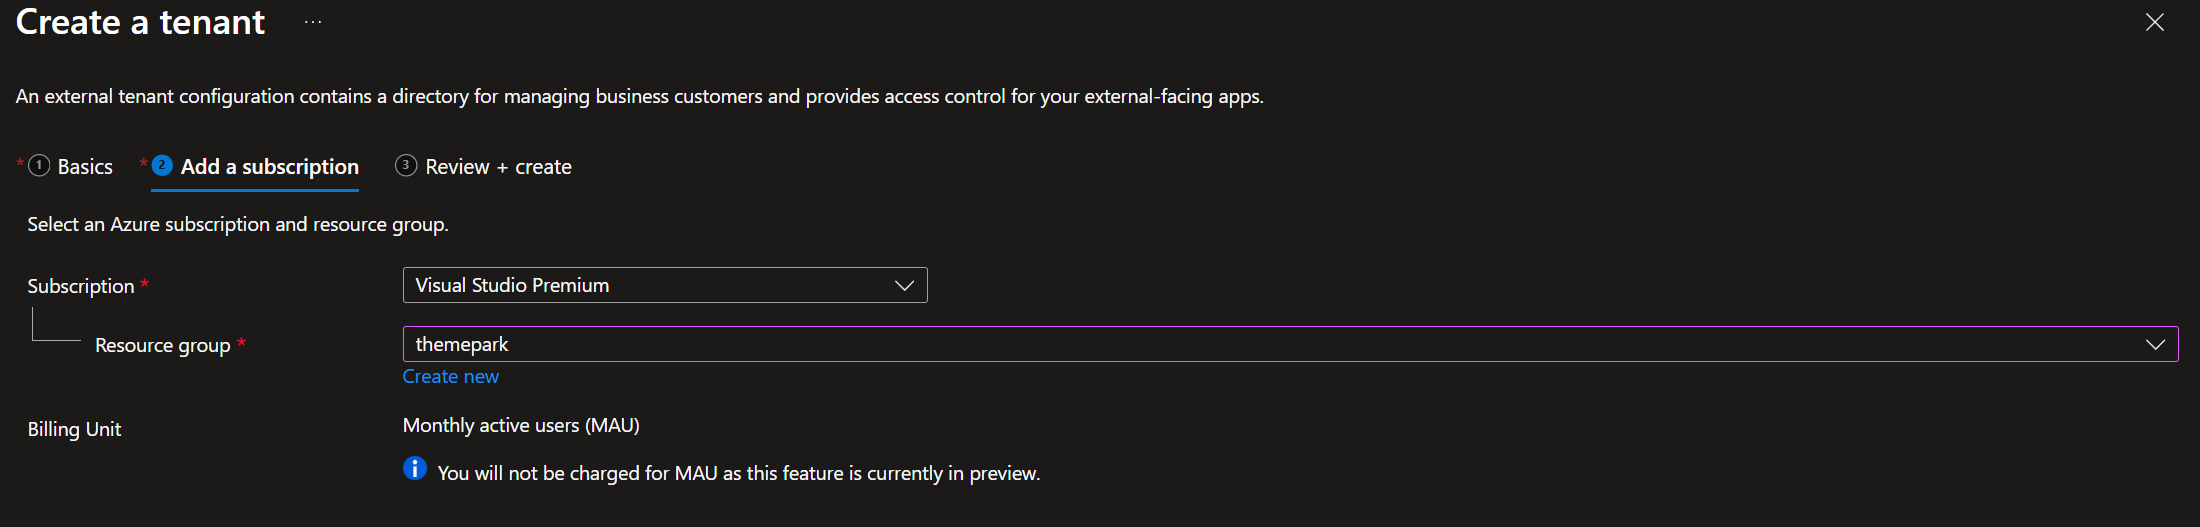 Create a tenant ...
An external tenant configuration contains a directory for managing business customers and provides access control for your external-facing apps.
* 1 Basics * 2 Add a subscription 3 Review + create
Select an Azure subscription and resource group.
Subscription * Visual Studio Premium
Resource group * themepark
Create new
Billing Unit Monthly active users (MAU)
You will not be charged for MAU as this feature is currently in preview.